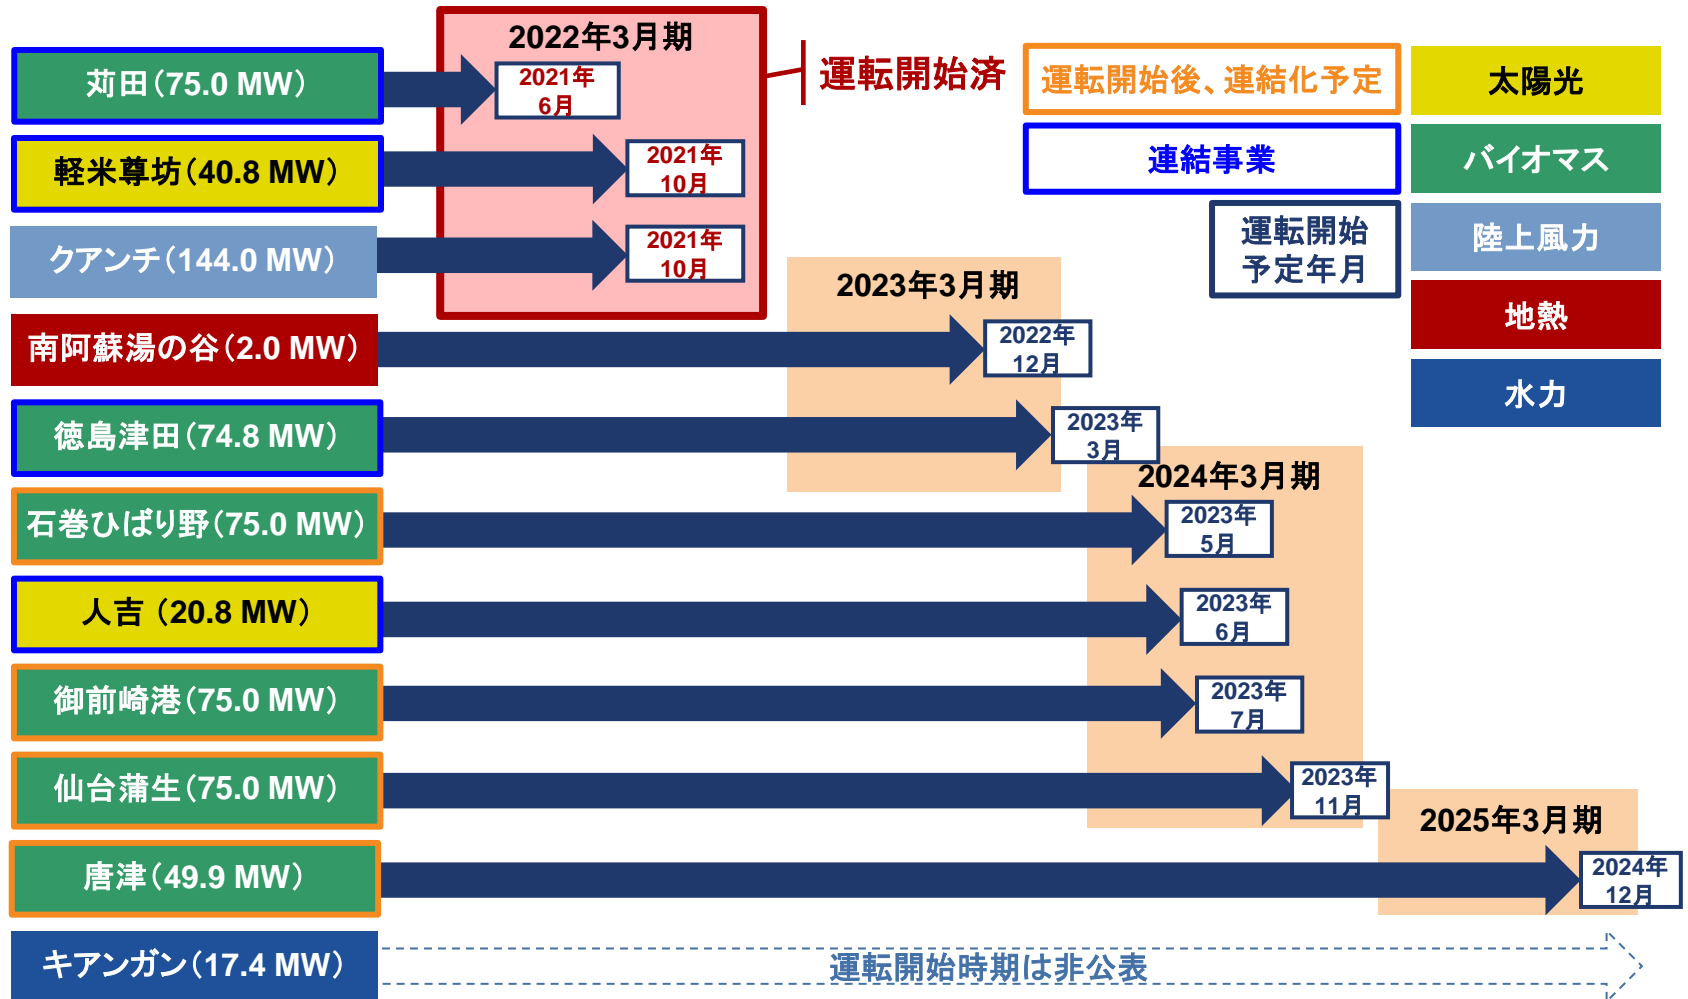 2022年3月期
苅田(75.0 MW)
2021年
6月
運転開始済
運転開始後、連結化予定
太陽光
軽米尊坊(40.8 MW)
2021年
10月
連結事業
バイオマス
クアンチ(144.0 MW)
2021年
10月
運転開始
予定年月
陸上風力
2023年3月期
南阿蘇湯の谷(2.0 MW)
2022年
12月
地熱
水力
徳島津田(74.8 MW)
2023年
3月
2024年3月期
石巻ひばり野(75.0 MW)
2023年
5月
人吉 (20.8 MW)
2023年
6月
御前崎港(75.0 MW)
2023年
7月
仙台蒲生(75.0 MW)
2023年
11月
2025年3月期
唐津(49.9 MW)
2024年
12月
キアンガン(17.4 MW)
運転開始時期は非公表